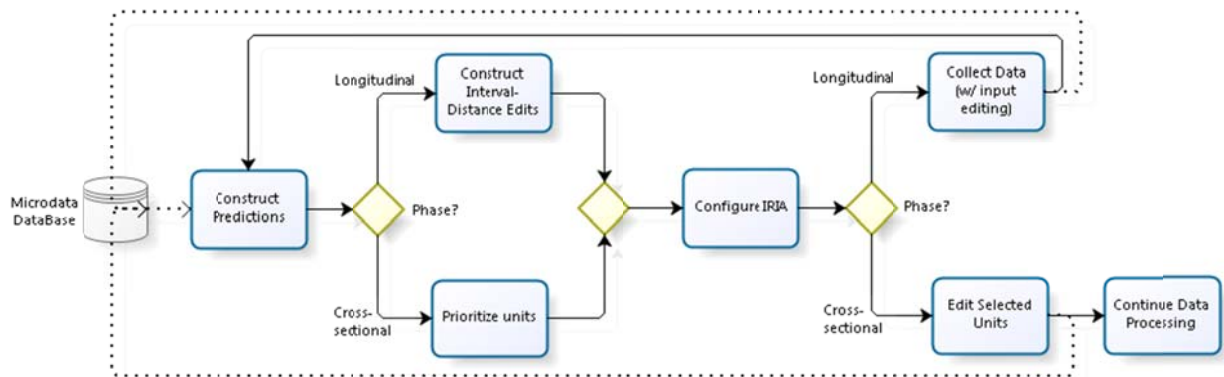 Microdata
DataBase
Construct
Predictions
Phase?
Longitudinal
Construct
Interval-
Distance Edits
Cross-
sectional
Prioritize units
Configure IRIA
Phase?
Longitudinal
Collect Data
(w/ input
editing)
Cross-
sectional
Edit Selected
Units
Continue Data
Processing